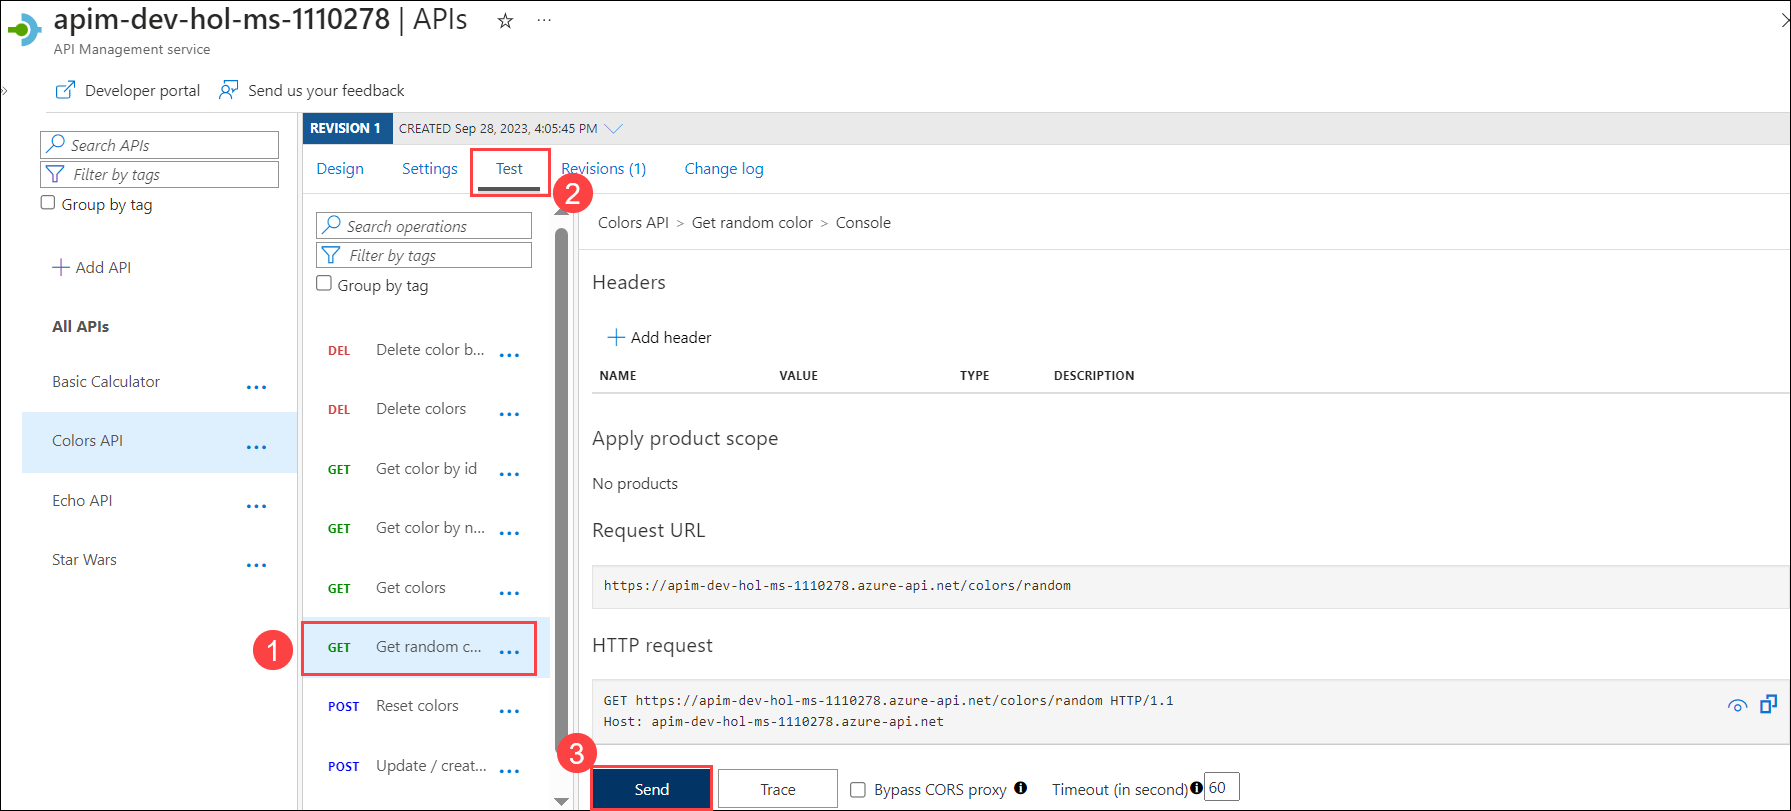 apim-dev-hol-ms-1110278 | APIs
API Management service
Developer portal
Send us your feedback
Search APIs
Filter by tags
Group by tag
Add API
All APIs
Basic Calculator
Colors API
Echo API
Star Wars
REVISION 1
CREATED Sep 28, 2023, 4:05:45 PM
Design
Settings
Test
Revisions (1)
Change log
2
Search operations
Filter by tags
Group by tag
DEL Delete color b...
DEL Delete colors
GET Get color by id
GET Get color by n...
GET Get colors
1
GET Get random c...
POST Reset colors
POST Update / creat...
Colors API > Get random color > Console
Headers
Add header
NAME VALUE TYPE DESCRIPTION
Apply product scope
No products
Request URL
https://apim-dev-hol-ms-1110278.azure-api.net/colors/random
HTTP request
GET https://apim-dev-hol-ms-1110278.azure-api.net/colors/random HTTP/1.1
Host: apim-dev-hol-ms-1110278.azure-api.net
3
Send
Trace
Bypass CORS proxy
Timeout (in second)
60